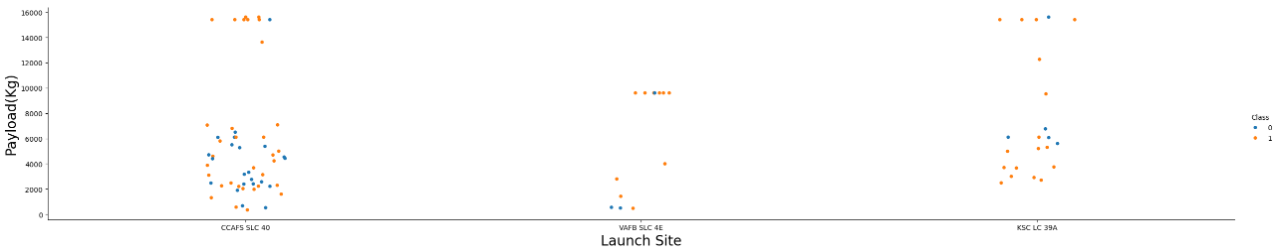 Payload(Kg)
16000
14000
12000
10000
8000
6000
4000
2000
0
CCAFS SLC 40
VAFB SLC 4E
KSC LC 39A
Launch Site
Class
0
1